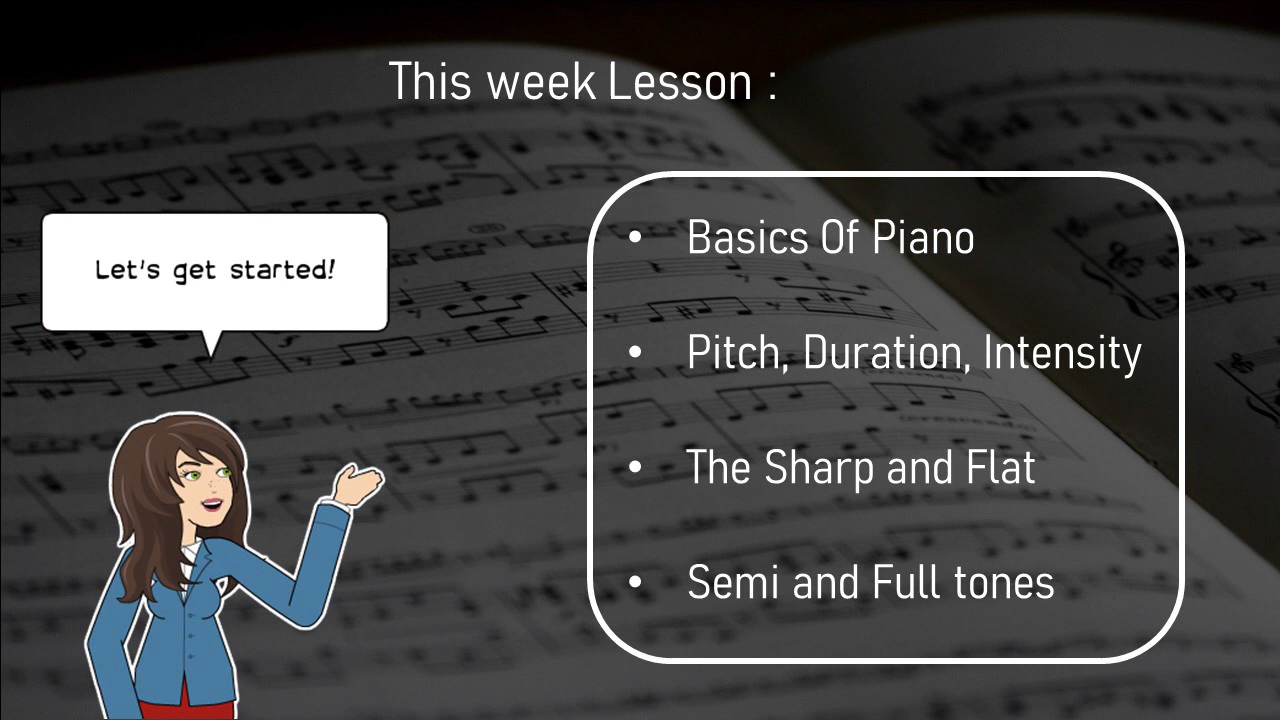 This week Lesson :
Let's get started!
• Basics Of Piano
• Pitch, Duration, Intensity
• The Sharp and Flat
• Semi and Full tones